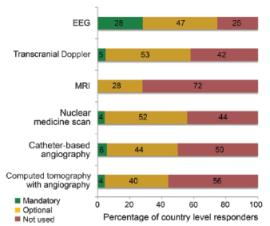 EEG
28 47 25
Transcranial Doppler
5 53 42
MRI
28 72
Nuclear
medicine scan
4 52 44
Catheter-based
angiography
6 44 50
Computed tomography
with angiography
4 40 56
0 20 40 60 80 100
Mandatory
Optional
Not used
Percentage of country level responders